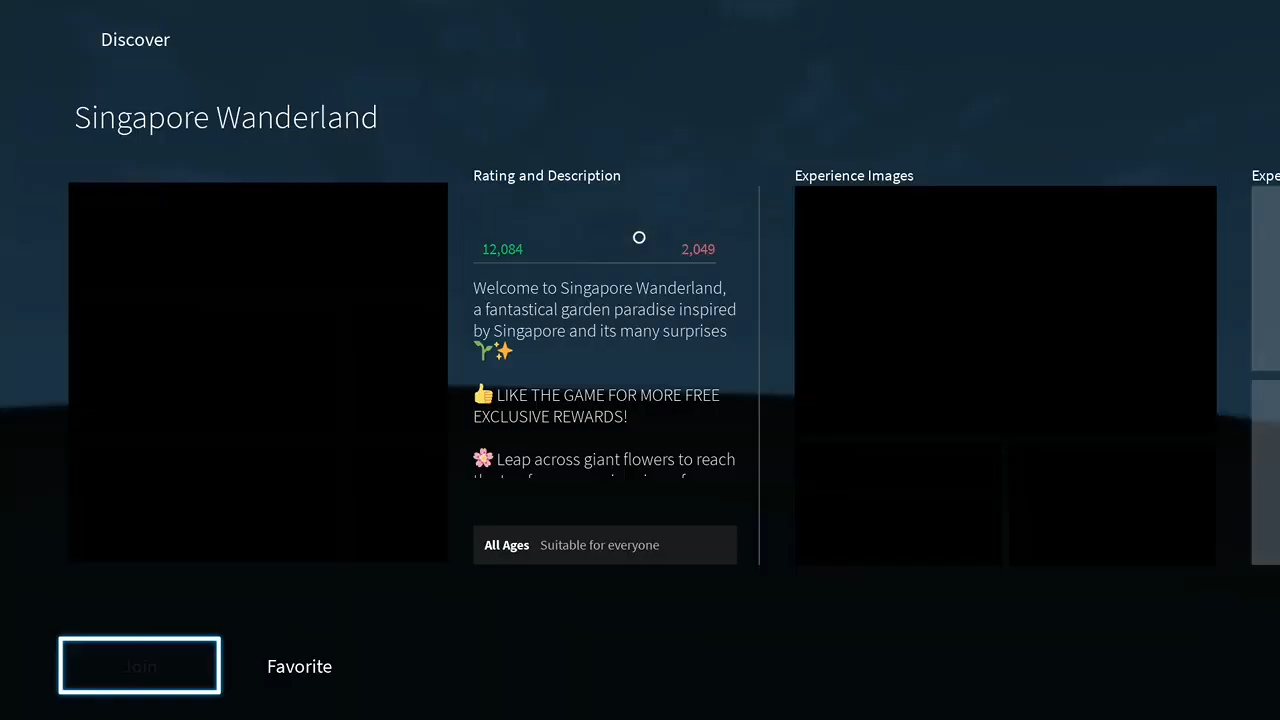 Discover
Singapore Wanderland
Rating and Description
Experience Images
12,084
2,049
Welcome to Singapore Wanderland,
a fantastical garden paradise inspired
by Singapore and its many surprises
🌱✨
👍 LIKE THE GAME FOR MORE FREE
EXCLUSIVE REWARDS!
🌸 Leap across giant flowers to reach
All Ages Suitable for everyone
Join
Favorite